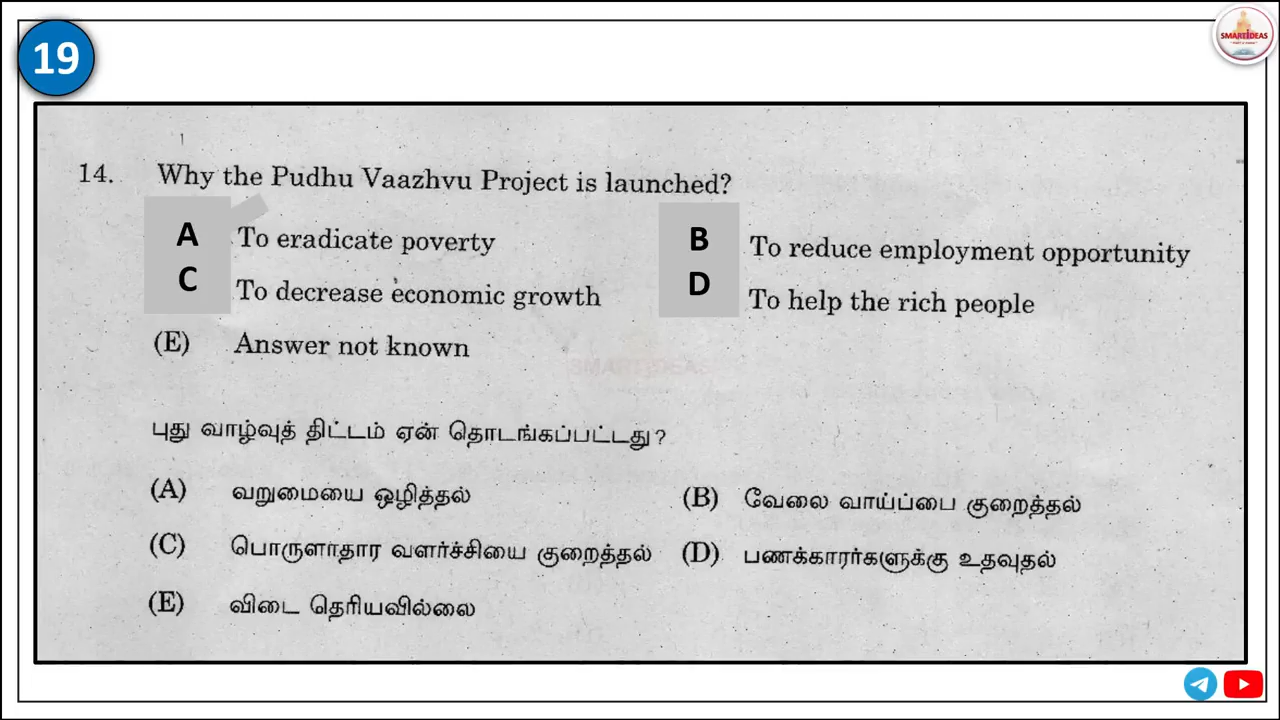 19
SMARTIDEAS
14. Why the Pudhu Vaazhvu Project is launched?
A To eradicate poverty B To reduce employment opportunity
C To decrease economic growth D To help the rich people
(E) Answer not known
SMARTIDEAS
புது வாழ்வுத் திட்டம் ஏன் தொடங்கப்பட்டது?
(A) வறுமையை ஒழித்தல் (B) வேலை வாய்ப்பை குறைத்தல்
(C) பொருளாதார வளர்ச்சியை குறைத்தல் (D) பணக்காரர்களுக்கு உதவுதல்
(E) விடை தெரியவில்லை